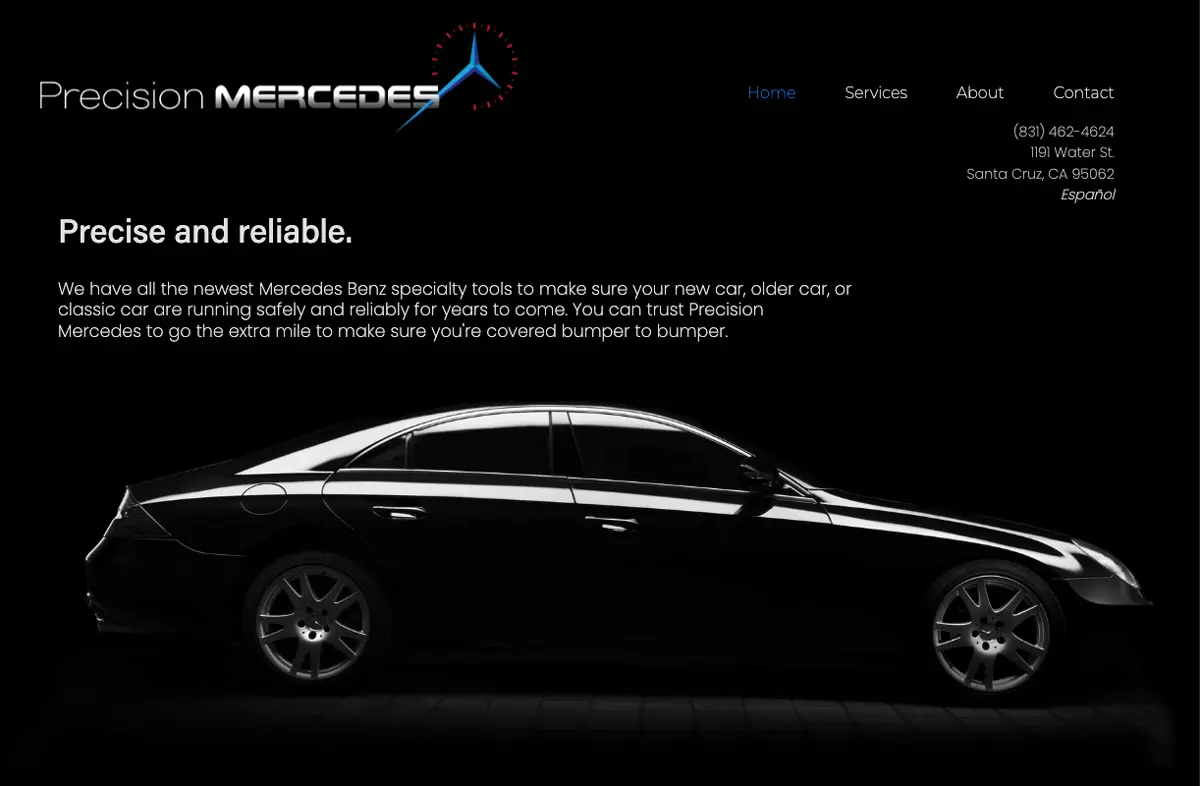 Precision MERCEDES
Home Services About Contact
(831) 462-4624
1191 Water St.
Santa Cruz, CA 95062
Español
Precise and reliable.
We have all the newest Mercedes Benz specialty tools to make sure your new car, older car, or
classic car are running safely and reliably for years to come. You can trust Precision
Mercedes to go the extra mile to make sure you're covered bumper to bumper.